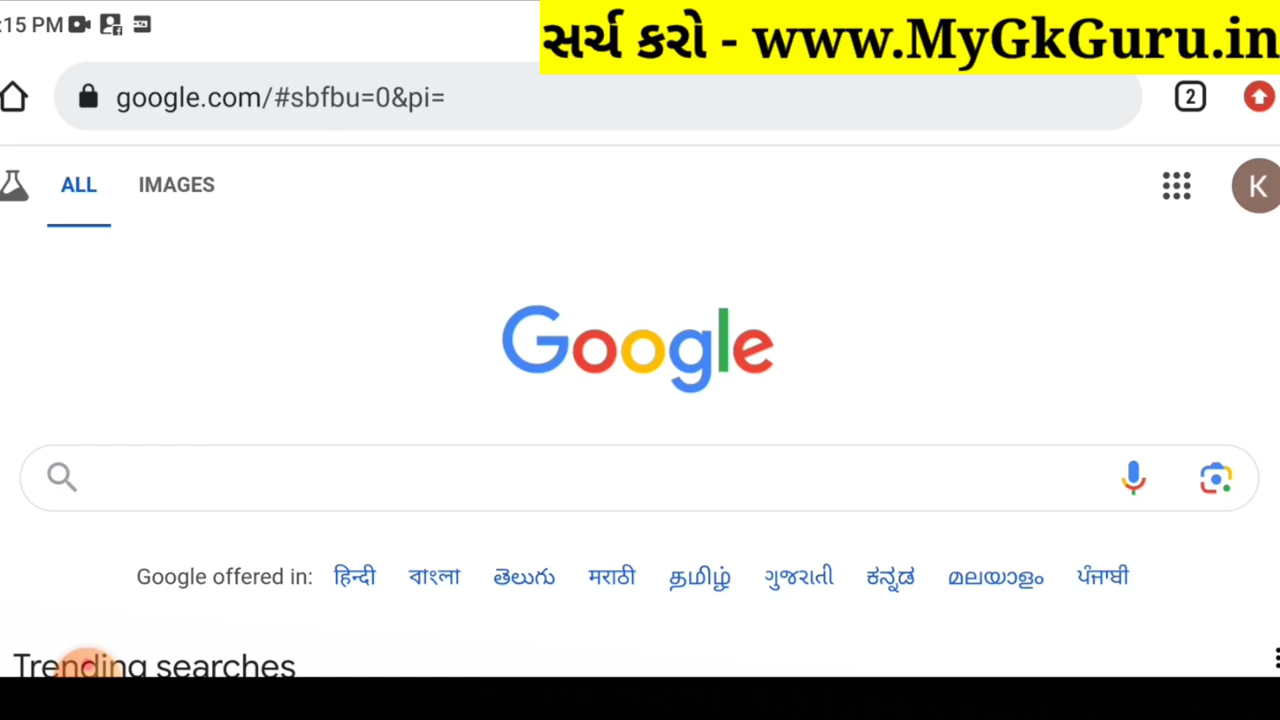 :15 PM
સર્ચ કરો - www.MyGkGuru.in
google.com/#sbfbu=0&pi=
2
ALL IMAGES
K
Google
Google offered in: हिन्दी বাংলা తెలుగు मराठी தமிழ் ગુજરાતી ಕನ್ನಡ മലയാളം ਪੰਜਾਬੀ
Trending searches